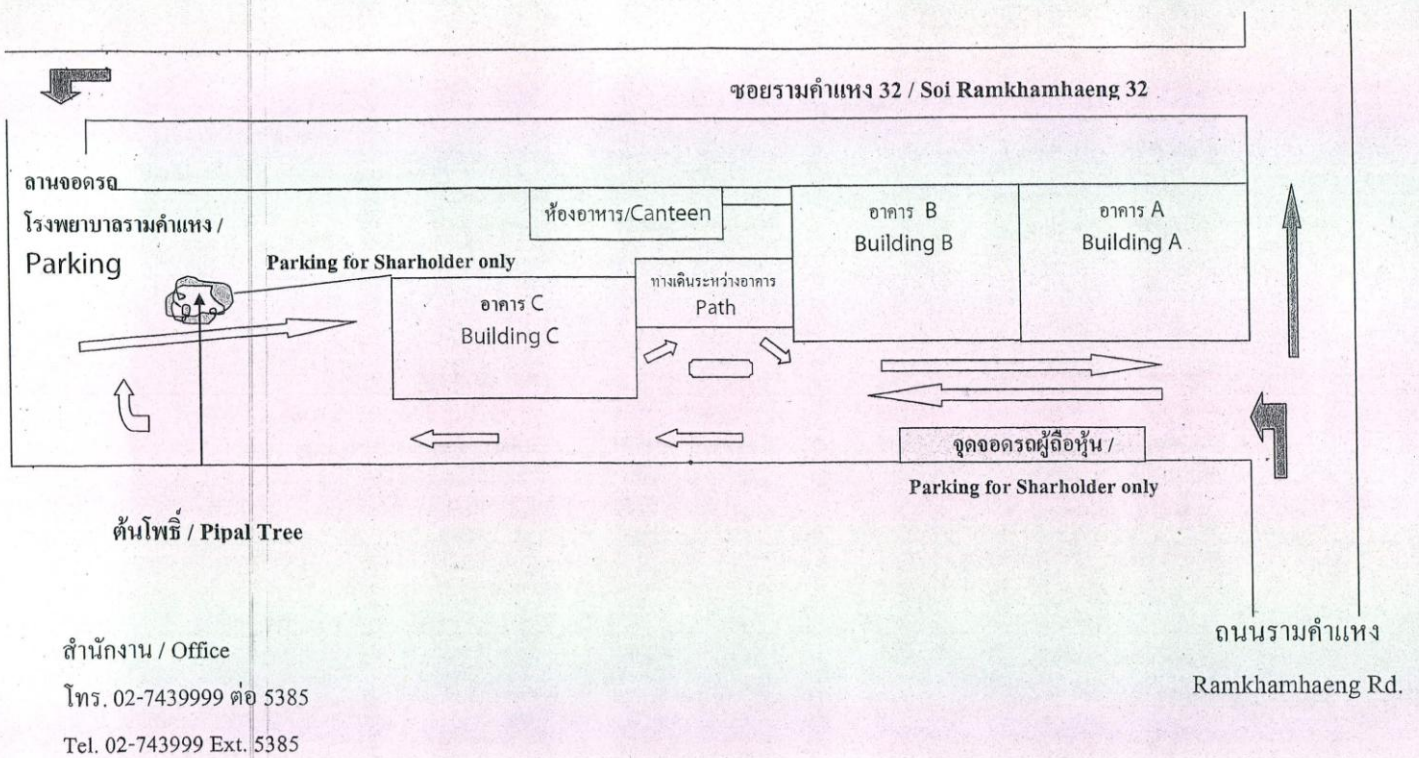 ซอยรามคำแหง 32 / Soi Ramkhamhaeng 32
ลานจอดรถ
โรงพยาบาลรามคำแหง /
Parking
Parking for Sharholder only
ห้องอาหาร/Canteen
อาคาร B
Building B
อาคาร A
Building A
อาคาร C
Building C
ทางเดินระหว่างอาคาร
Path
จุดจอดรถผู้ถือหุ้น /
Parking for Sharholder only
ต้นโพธิ์ / Pipal Tree
ถนนรามคำแหง
Ramkhamhaeng Rd.
สำนักงาน / Office
โทร. 02-7439999 ต่อ 5385
Tel. 02-743999 Ext. 5385